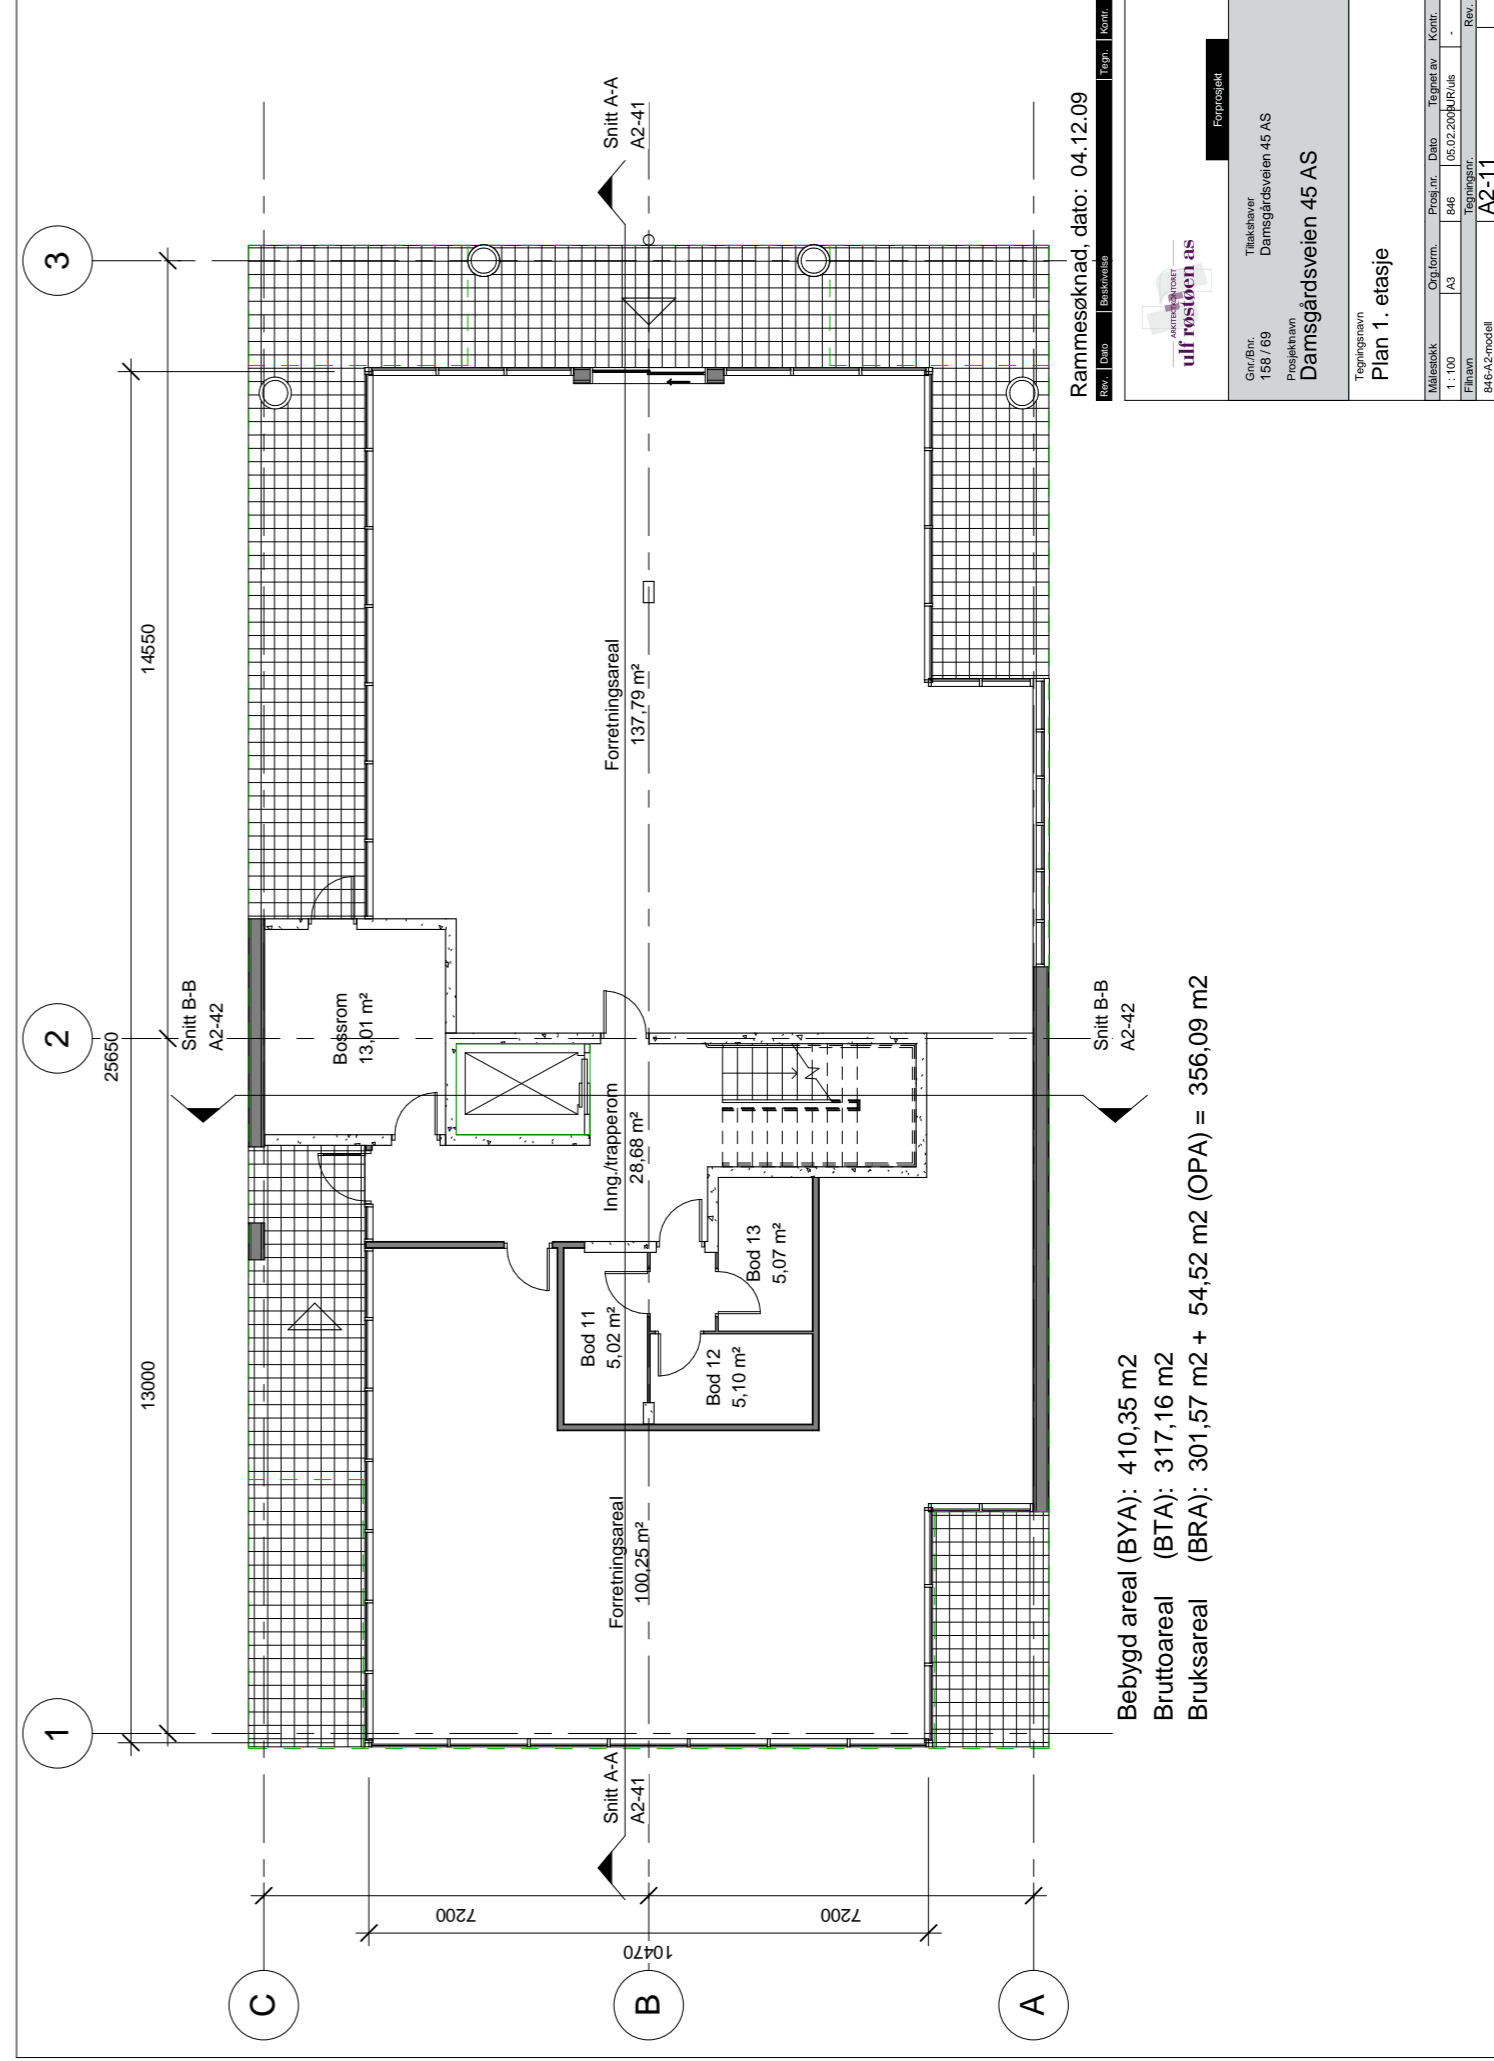 3
2
1
14550
25650
13000
Snitt A-A
A2-41
Snitt B-B
A2-42
Bossrom
13,01 m²
Forretningsareal
137,79 m²
Inng./trapperom
28,68 m²
Bod 11
5,02 m²
Bod 12
5,10 m²
Bod 13
5,07 m²
Forretningsareal
100,25 m²
Snitt A-A
A2-41
Snitt B-B
A2-42
7200
7200
10470
C
B
A
Bebygd areal (BYA): 410,35 m2
Bruttoareal (BTA): 317,16 m2
Bruksareal (BRA): 301,57 m2 + 54,52 m2 (OPA) = 356,09 m2
Rammesøknad, dato: 04.12.09
Rev. Dato Beskrivelse Tegn. Kontr.
ARKITEKTKONTORET
ulf røstøen as
Forprosjekt
Gnr./Bnr. Tiltakshaver
158 / 69 Damsgårdsveien 45 AS
Prosjektnavn
Damsgårdsveien 45 AS
Tegningsnavn
Plan 1. etasje
Målestokk Org.form. Prosj.nr. Dato Tegnet av Kontr.
1 : 100 A3 846 05.02.2009 UR/uls -
Filnavn Tegningsnr. Rev.
846-A2-modell A2-11